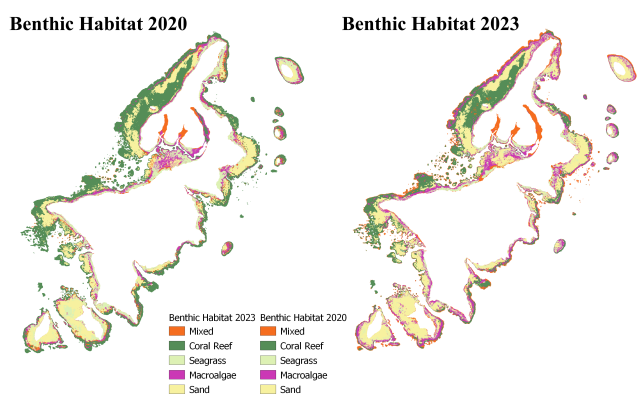 Benthic Habitat 2020
Benthic Habitat 2023
Benthic Habitat 2023 Benthic Habitat 2020
Mixed Mixed
Coral Reef Coral Reef
Seagrass Seagrass
Macroalgae Macroalgae
Sand Sand